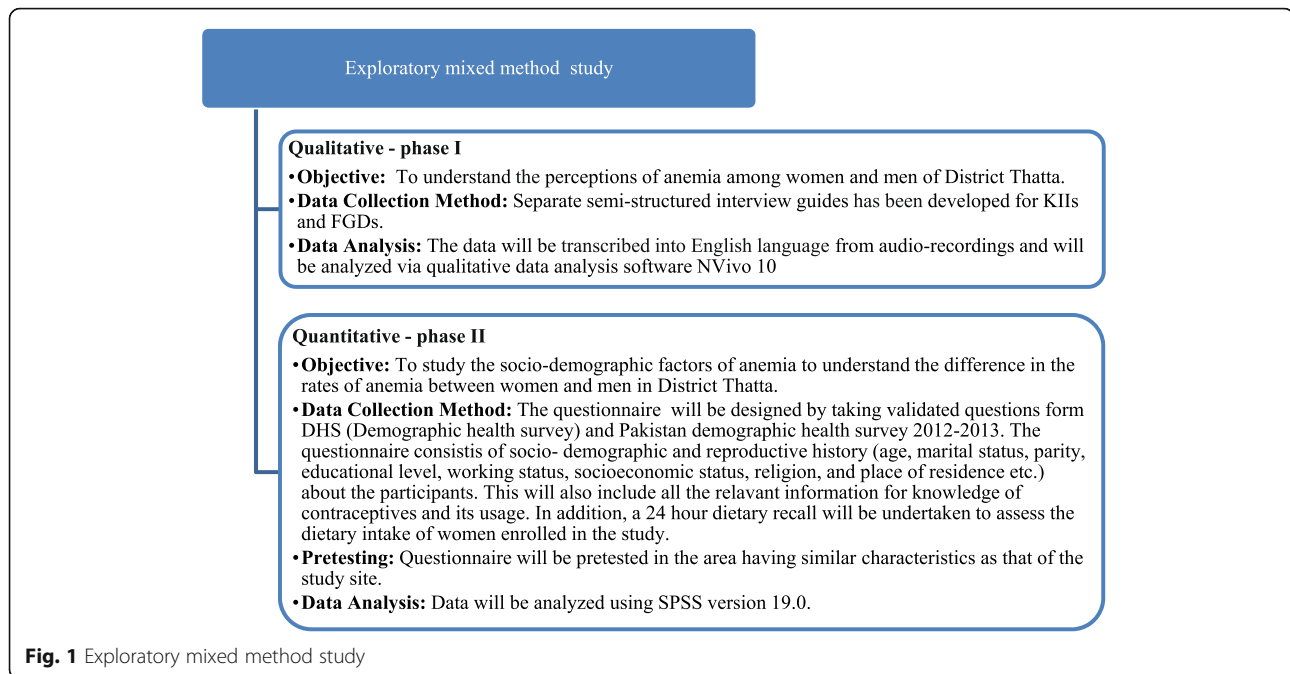 Exploratory mixed method study
Qualitative - phase I
•Objective: To understand the perceptions of anemia among women and men of District Thatta.
•Data Collection Method: Separate semi-structured interview guides has been developed for KIIs
and FGDs.
•Data Analysis: The data will be transcribed into English language from audio-recordings and will
be analyzed via qualitative data analysis software NVivo 10
Quantitative - phase II
•Objective: To study the socio-demographic factors of anemia to understand the difference in the
rates of anemia between women and men in District Thatta.
•Data Collection Method: The questionnaire will be designed by taking validated questions form
DHS (Demographic health survey) and Pakistan demographic health survey 2012-2013. The
questionnaire consistis of socio- demographic and reproductive history (age, marital status, parity,
educational level, working status, socioeconomic status, religion, and place of residence etc.)
about the participants. This will also include all the relavant information for knowledge of
contraceptives and its usage. In addition, a 24 hour dietary recall will be undertaken to assess the
dietary intake of women enrolled in the study.
•Pretesting: Questionnaire will be pretested in the area having similar characteristics as that of the
study site.
•Data Analysis: Data will be analyzed using SPSS version 19.0.
Fig. 1 Exploratory mixed method study